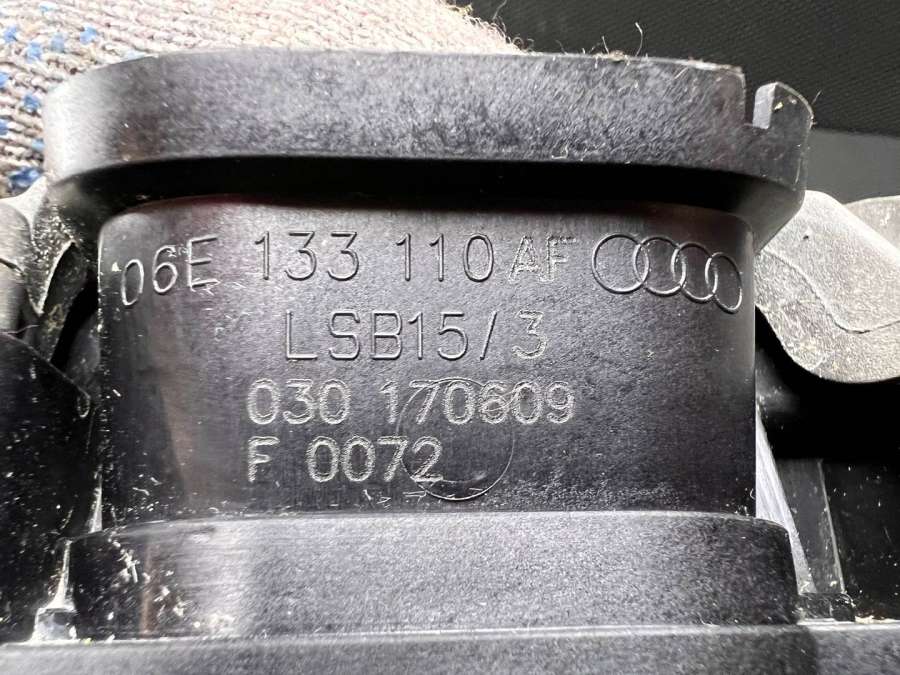 06E 133 110 AF
LSB15/3
030 170609
F 0072